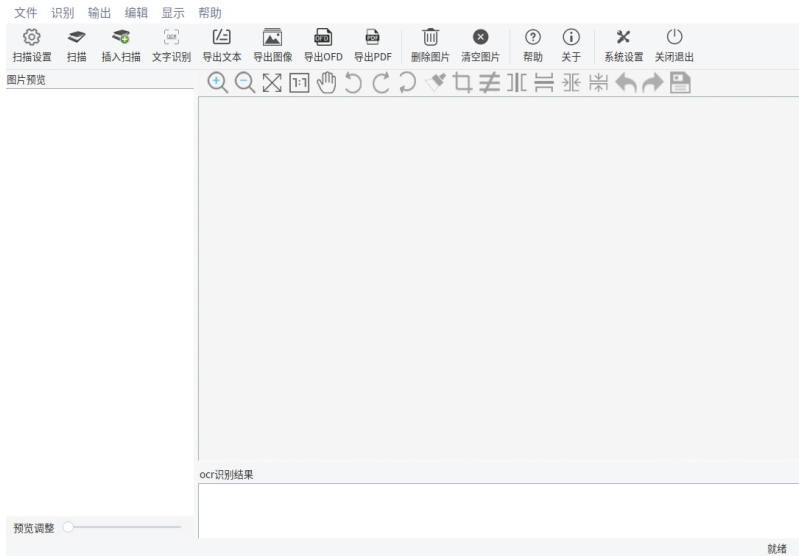 文件 识别 输出 编辑 显示 帮助
扫描设置 扫描 插入扫描 文字识别 导出文本 导出图像 导出OFD 导出PDF 删除图片 清空图片 帮助 关于 系统设置 关闭退出
图片预览
1:1
ocr识别结果
预览调整
就绪